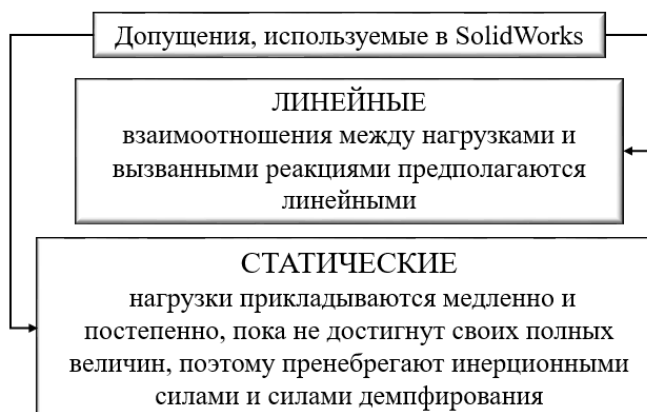 Допущения, используемые в SolidWorks
ЛИНЕЙНЫЕ
взаимоотношения между нагрузками и
вызванными реакциями предполагаются
линейными
СТАТИЧЕСКИЕ
нагрузки прикладываются медленно и
постепенно, пока не достигнут своих полных
величин, поэтому пренебрегают инерционными
силами и силами демпфирования